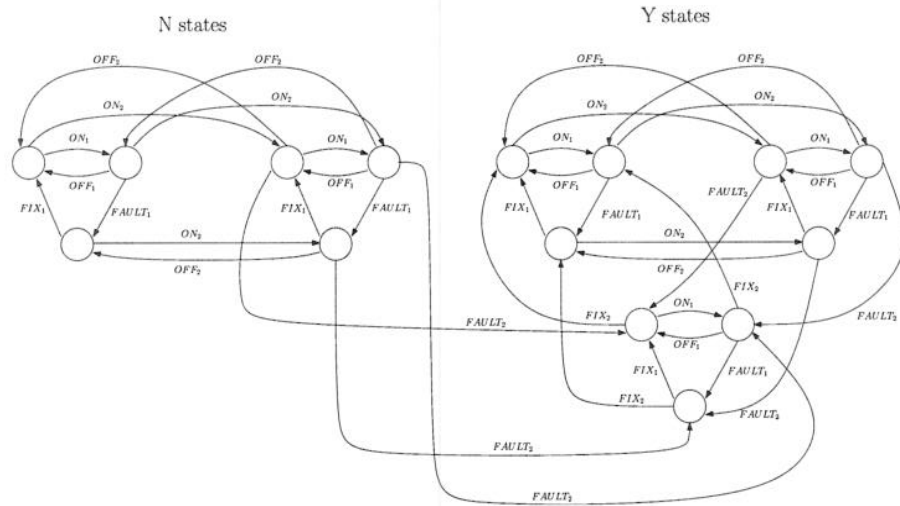 N states
Y states
OFF₂
OFF₂
OFF₂
OFF₂
ON₂
ON₂
ON₂
ON₂
ON₁
ON₁
ON₁
ON₁
OFF₁
OFF₁
OFF₁
OFF₁
FAULT₂
FIX₁
FAULT₁
FIX₁
FAULT₁
FIX₁
FAULT₁
FIX₁
FAULT₁
ON₂
ON₂
OFF₂
OFF₂
FIX₂
ON₁
FIX₂
FAULT₂
FAULT₂
OFF₁
FIX₁
FAULT₁
FIX₂
FAULT₂
FAULT₂
FAULT₂